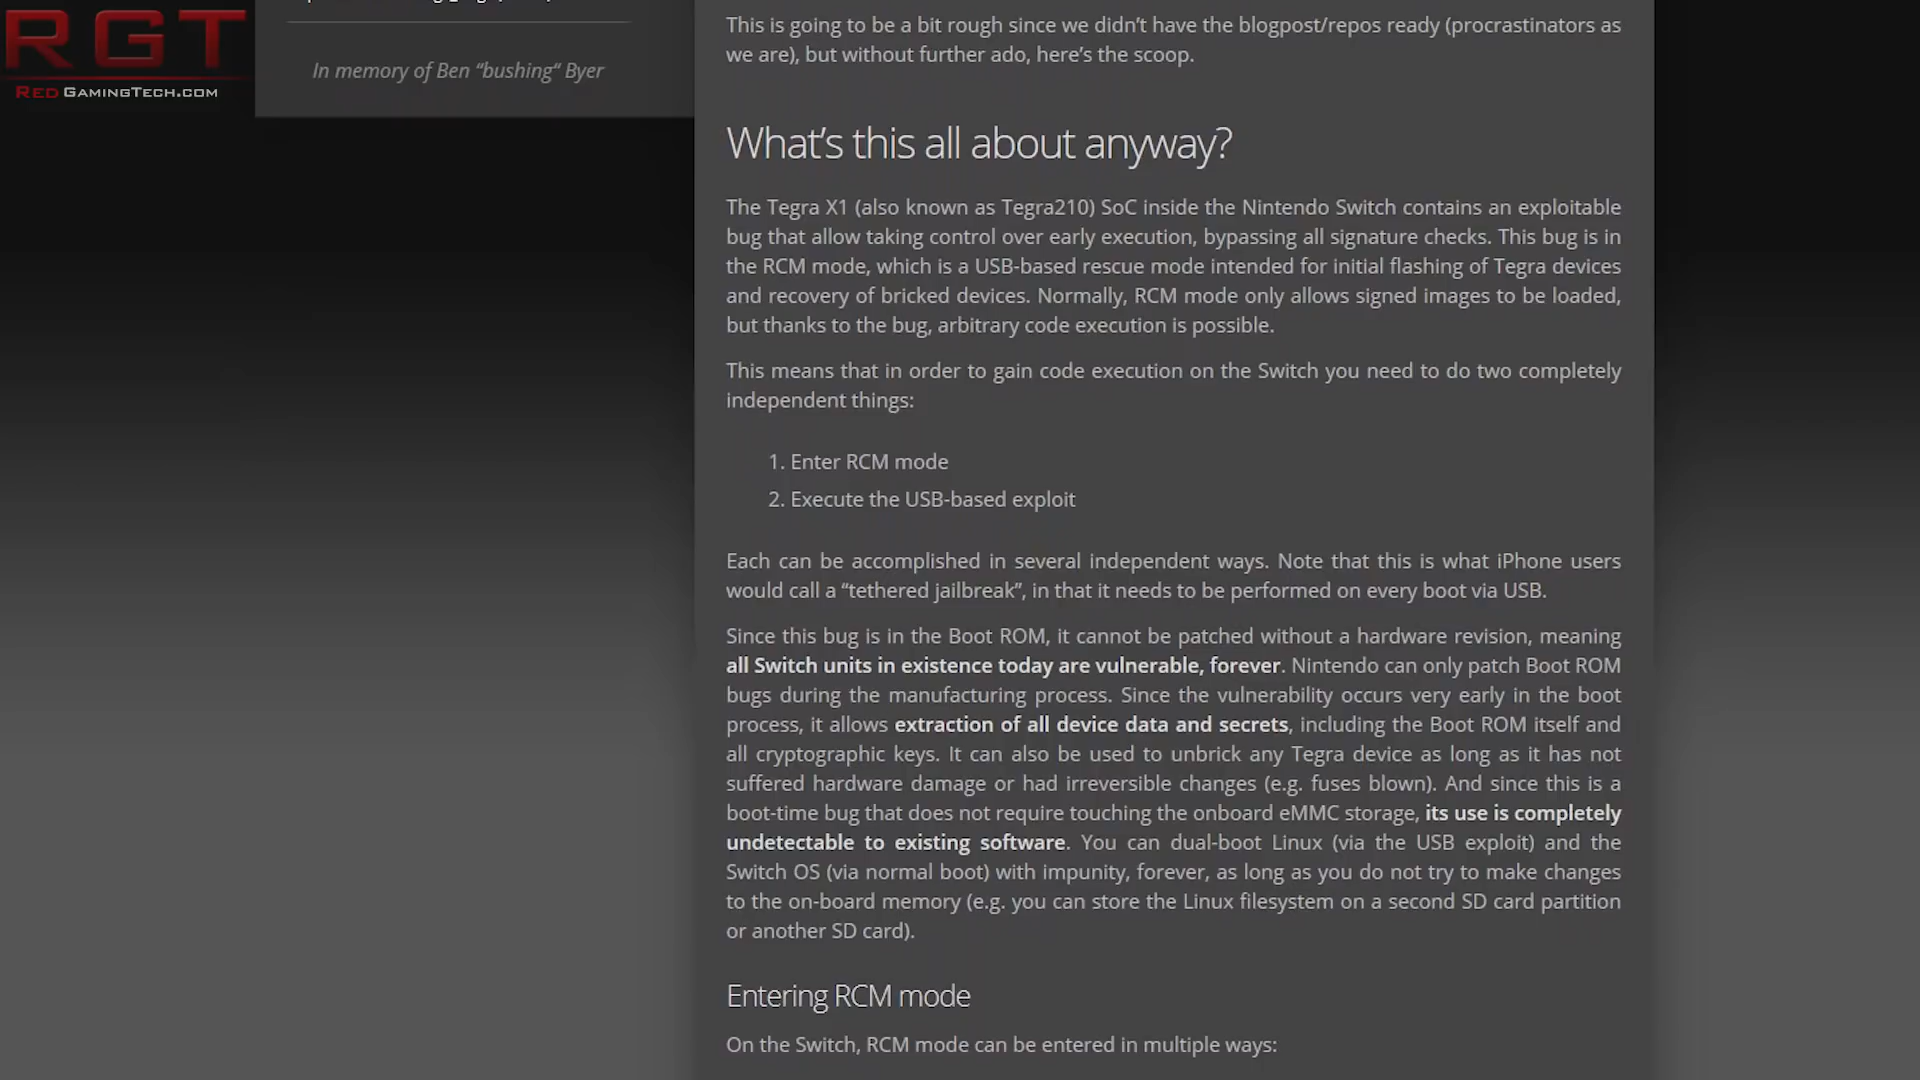 RGT
RedGamingTech.com
In memory of Ben “bushing“ Byer
This is going to be a bit rough since we didn’t have the blogpost/repos ready (procrastinators as
we are), but without further ado, here’s the scoop.
What’s this all about anyway?
The Tegra X1 (also known as Tegra210) SoC inside the Nintendo Switch contains an exploitable
bug that allow taking control over early execution, bypassing all signature checks. This bug is in
the RCM mode, which is a USB-based rescue mode intended for initial flashing of Tegra devices
and recovery of bricked devices. Normally, RCM mode only allows signed images to be loaded,
but thanks to the bug, arbitrary code execution is possible.
This means that in order to gain code execution on the Switch you need to do two completely
independent things:
1. Enter RCM mode
2. Execute the USB-based exploit
Each can be accomplished in several independent ways. Note that this is what iPhone users
would call a “tethered jailbreak”, in that it needs to be performed on every boot via USB.
Since this bug is in the Boot ROM, it cannot be patched without a hardware revision, meaning
all Switch units in existence today are vulnerable, forever. Nintendo can only patch Boot ROM
bugs during the manufacturing process. Since the vulnerability occurs very early in the boot
process, it allows extraction of all device data and secrets, including the Boot ROM itself and
all cryptographic keys. It can also be used to unbrick any Tegra device as long as it has not
suffered hardware damage or had irreversible changes (e.g. fuses blown). And since this is a
boot-time bug that does not require touching the onboard eMMC storage, its use is completely
undetectable to existing software. You can dual-boot Linux (via the USB exploit) and the
Switch OS (via normal boot) with impunity, forever, as long as you do not try to make changes
to the on-board memory (e.g. you can store the Linux filesystem on a second SD card partition
or another SD card).
Entering RCM mode
On the Switch, RCM mode can be entered in multiple ways: